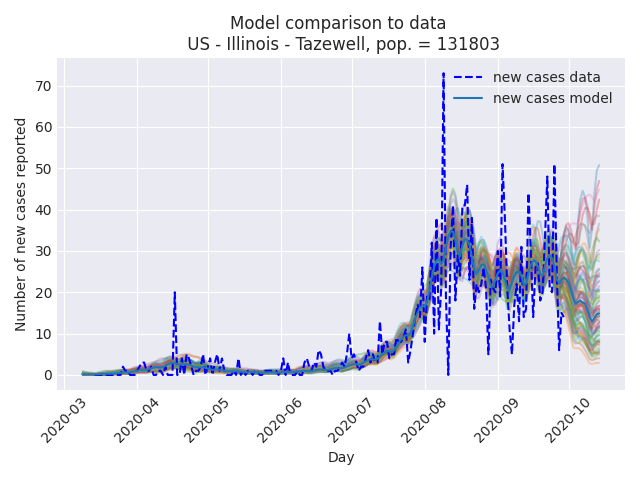 Model comparison to data
US - Illinois - Tazewell, pop. = 131803
new cases data
new cases model
Number of new cases reported
70
60
50
40
30
20
10
0
2020-03
2020-04
2020-05
2020-06
2020-07
2020-08
2020-09
2020-10
Day